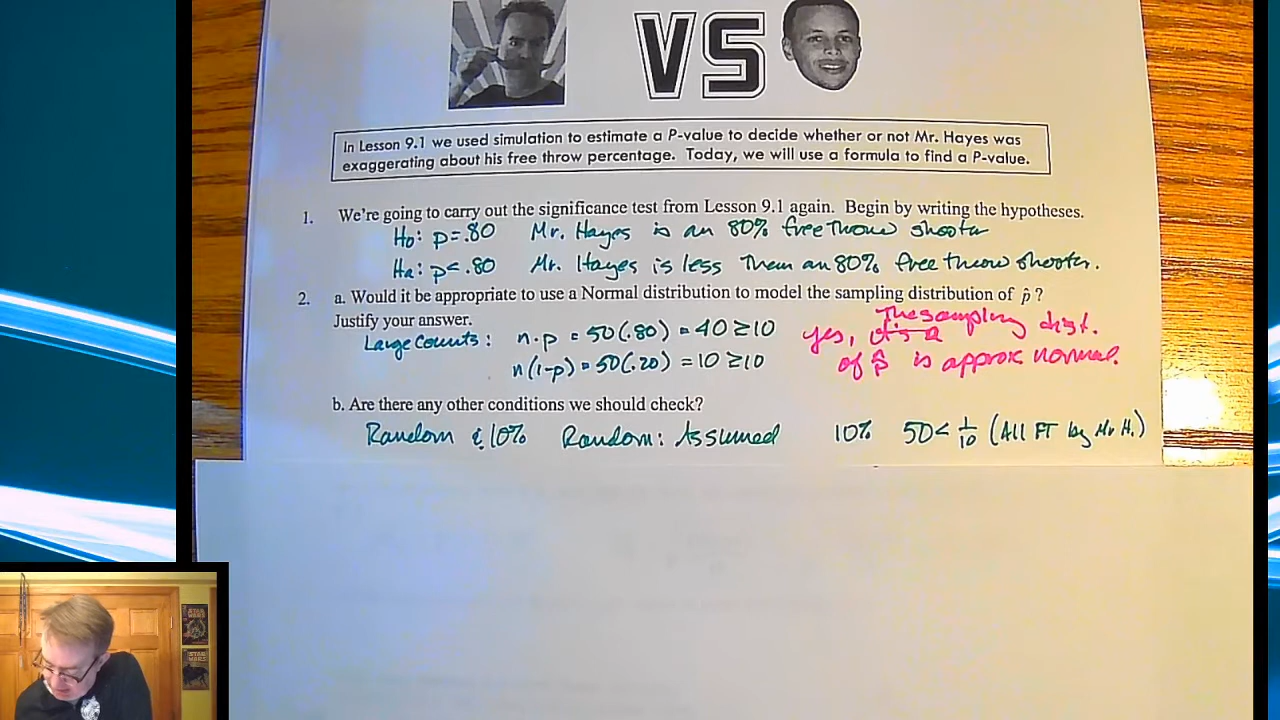 VS
In Lesson 9.1 we used simulation to estimate a P-value to decide whether or not Mr. Hayes was
exaggerating about his free throw percentage. Today, we will use a formula to find a P-value.
1. We're going to carry out the significance test from Lesson 9.1 again. Begin by writing the hypotheses.
Ho: p=.80 Mr. Hayes is an 80% free throw shooter
Ha: p<.80 Mr. Hayes is less than an 80% free throw shooter.
2. a. Would it be appropriate to use a Normal distribution to model the sampling distribution of p̂?
Justify your answer.
Large Counts: n·p = 50(.80) = 40 ≥ 10
n(1-p) = 50(.20) = 10 ≥ 10
yes, The sampling dist.
of p̂ is approx normal.
b. Are there any other conditions we should check?
Random & 10% Random: Assumed 10% 50 < 1/10 (All FT by Mr H.)
STAR WARS
STAR WARS